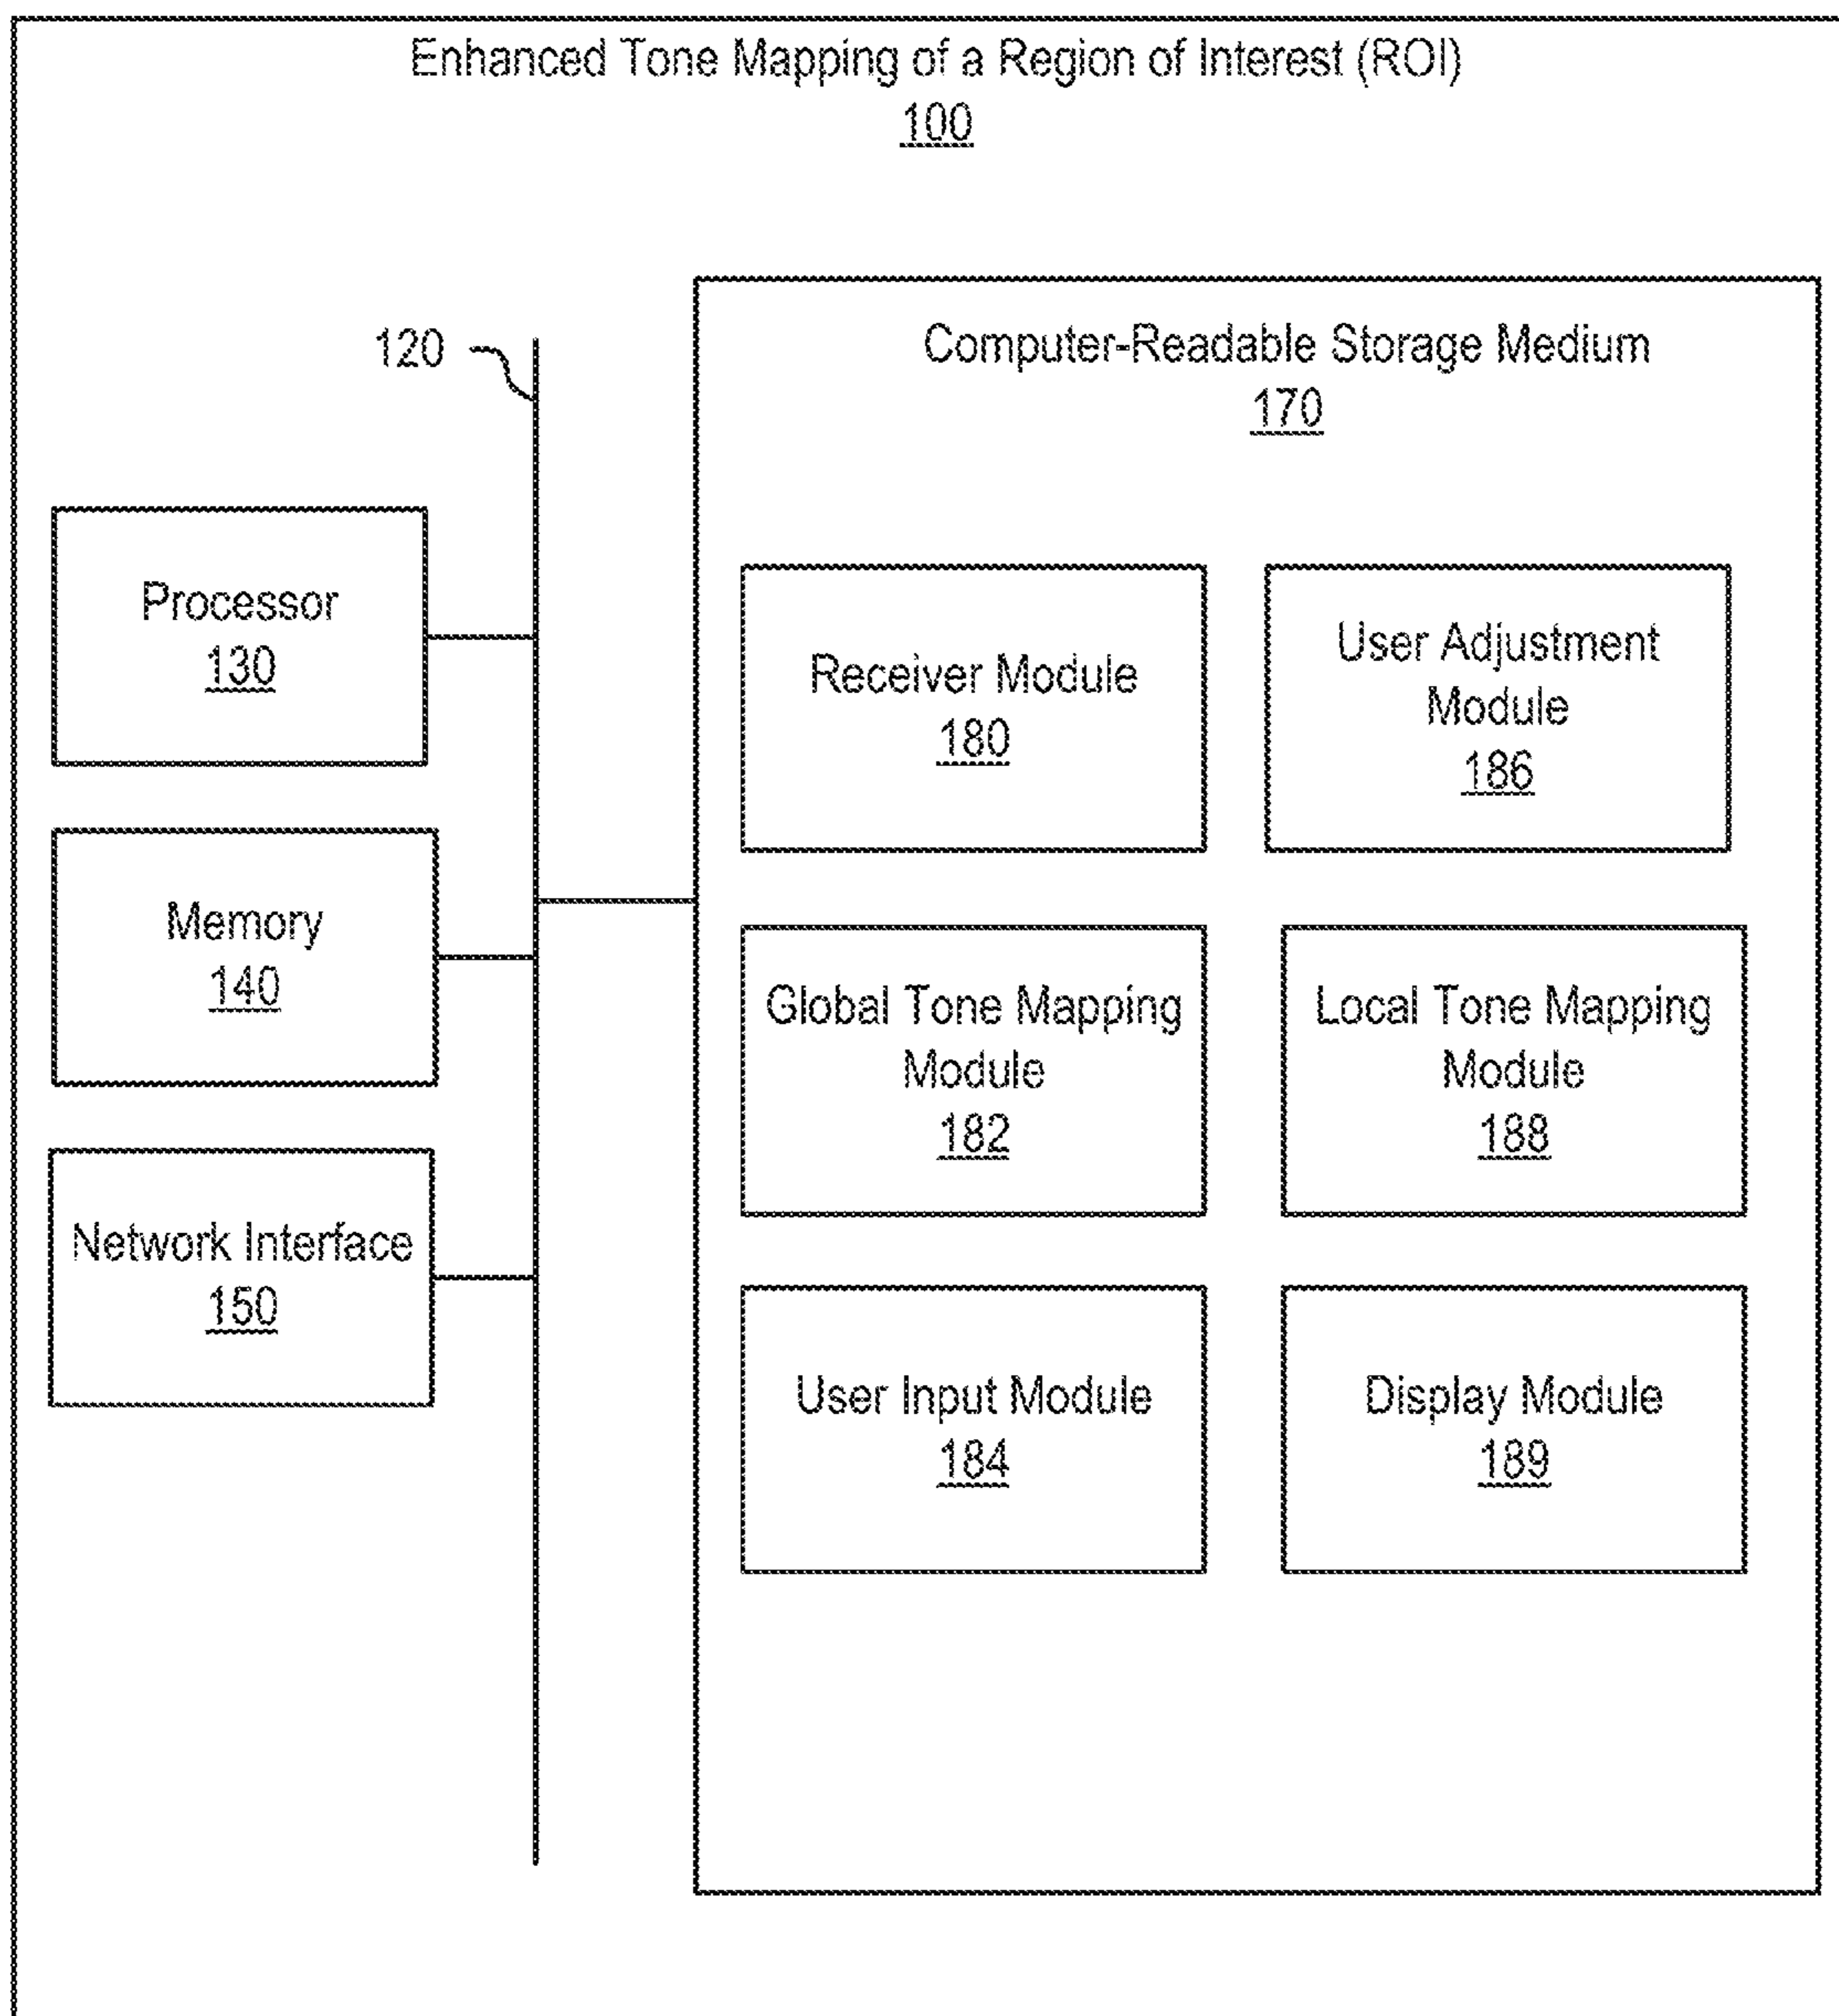 Enhanced Tone Mapping of a Region of Interest (ROI)
100
120
Computer-Readable Storage Medium
170
Processor
130
Memory
140
Network Interface
150
Receiver Module
180
User Adjustment
Module
186
Global Tone Mapping
Module
182
Local Tone Mapping
Module
188
User Input Module
184
Display Module
189